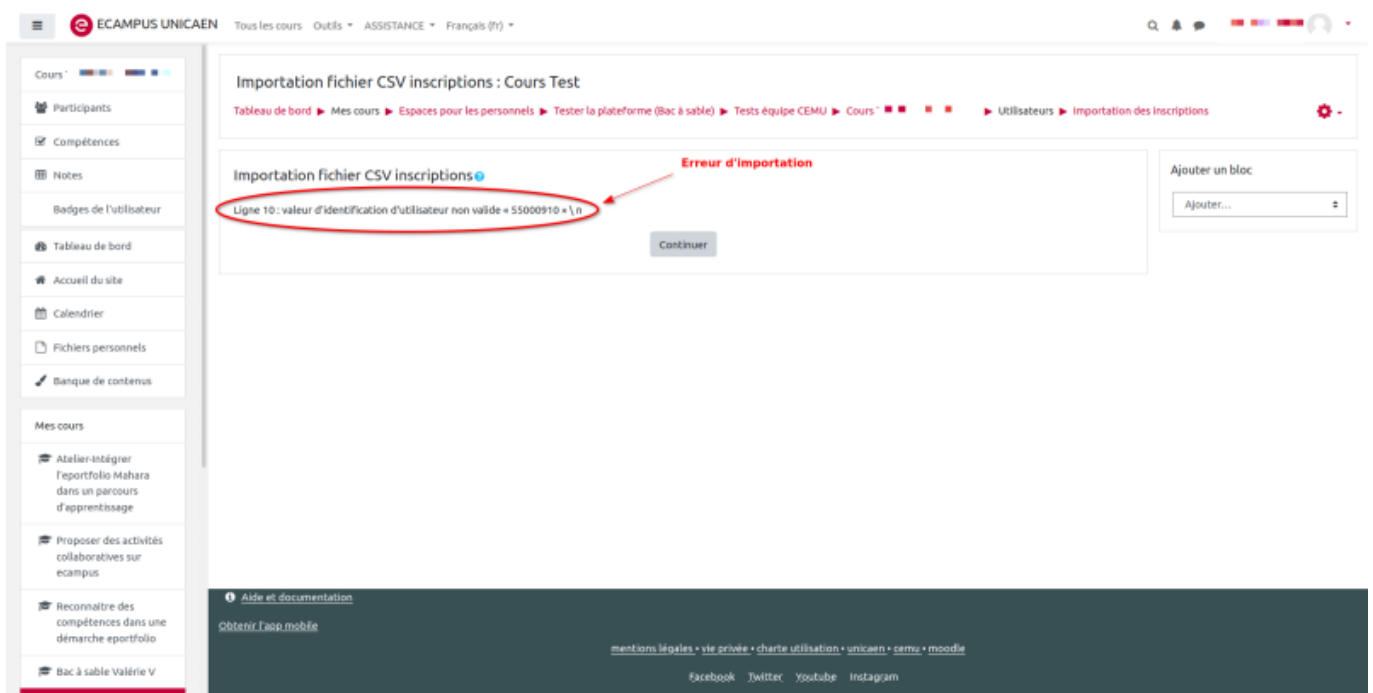 ECAMPUS UNICAEN Tous les cours Outils ASSISTANCE Français (fr)
Cours
Participants
Compétences
Notes
Badges de l'utilisateur
Tableau de bord
Accueil du site
Calendrier
Fichiers personnels
Banque de contenus
Mes cours
Atelier-Intégrer
l'eportfolio Mahara
dans un parcours
d'apprentissage
Proposer des activités
collaboratives sur
ecampus
Reconnaitre des
compétences dans une
démarche eportfolio
Bac à sable Valérie V
Importation fichier CSV inscriptions : Cours Test
Tableau de bord ► Mes cours ► Espaces pour les personnels ► Tester la plateforme (Bac à sable) ► Tests équipe CEMU ► Cours ► Utilisateurs ► Importation des inscriptions
Erreur d'importation
Importation fichier CSV inscriptions
Ligne 10 : valeur d'identification d'utilisateur non valide « 55000910 » \ n
Continuer
Ajouter un bloc
Ajouter...
Aide et documentation
Obtenir l'app mobile
mentions légales • vie privée • charte utilisation • unicaen • cemu • moodle
Facebook Twitter Youtube Instagram